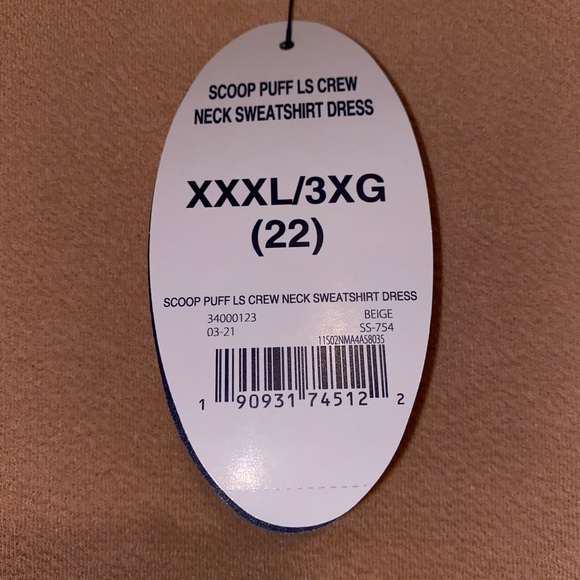 SCOOP PUFF LS CREW
NECK SWEATSHIRT DRESS
XXXL/3XG
(22)
SCOOP PUFF LS CREW NECK SWEATSHIRT DRESS
34000123 BEIGE
03-21 SS-754
11S02NMA4A58035
1 90931 74512 2